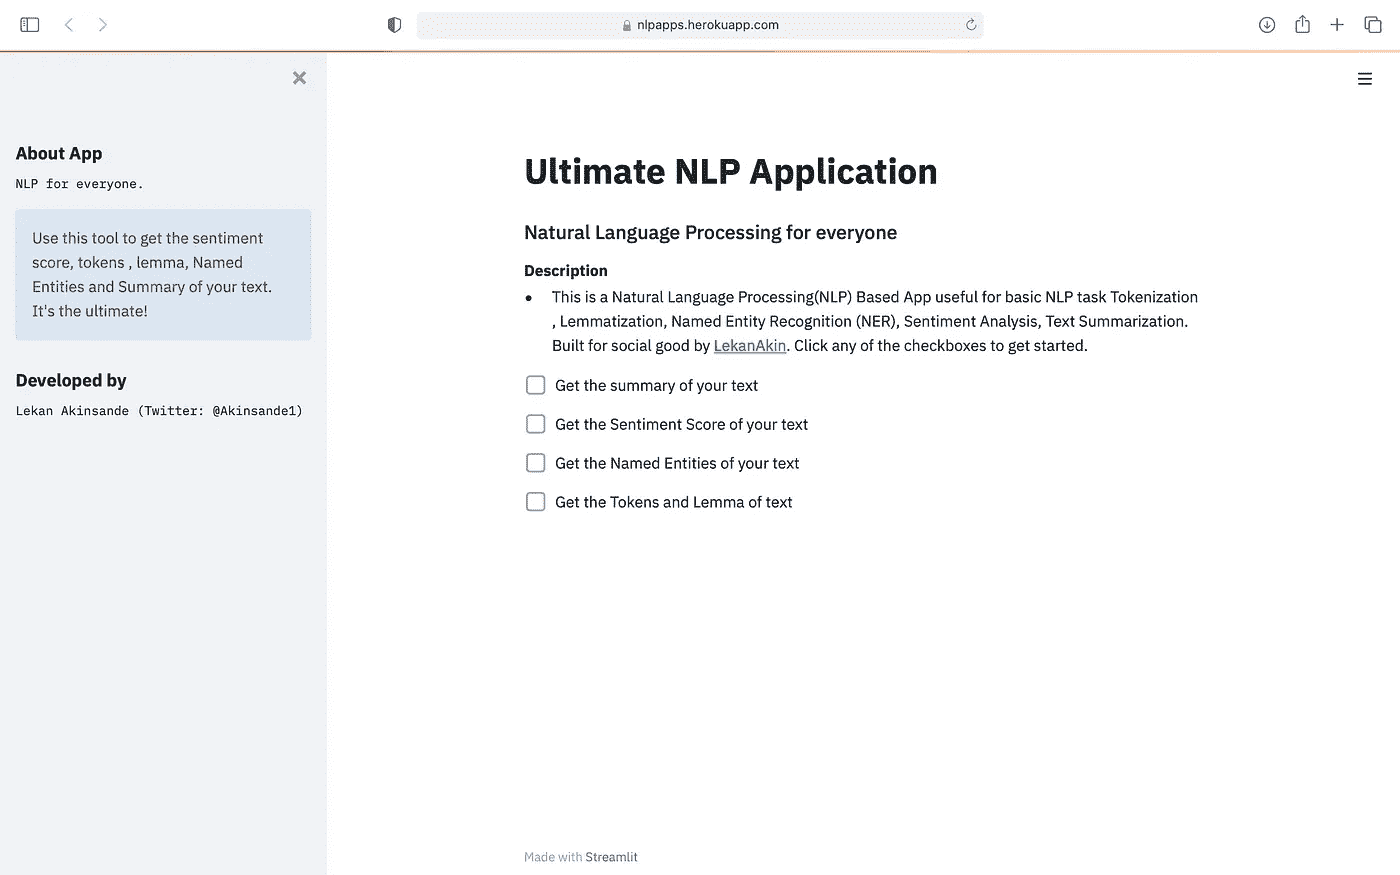 nlpapps.herokuapp.com
About App
NLP for everyone.
Use this tool to get the sentiment
score, tokens , lemma, Named
Entities and Summary of your text.
It's the ultimate!
Developed by
Lekan Akinsande (Twitter: @Akinsande1)
Ultimate NLP Application
Natural Language Processing for everyone
Description
This is a Natural Language Processing(NLP) Based App useful for basic NLP task Tokenization
, Lemmatization, Named Entity Recognition (NER), Sentiment Analysis, Text Summarization.
Built for social good by LekanAkin. Click any of the checkboxes to get started.
Get the summary of your text
Get the Sentiment Score of your text
Get the Named Entities of your text
Get the Tokens and Lemma of text
Made with Streamlit